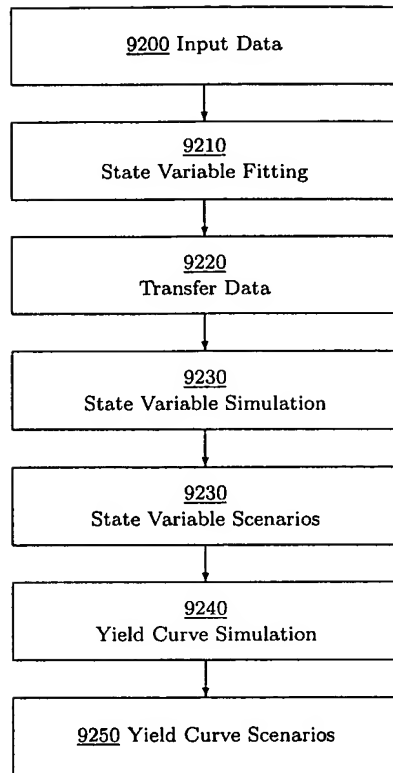 9200 Input Data
9210
State Variable Fitting
9220
Transfer Data
9230
State Variable Simulation
9230
State Variable Scenarios
9240
Yield Curve Simulation
9250 Yield Curve Scenarios